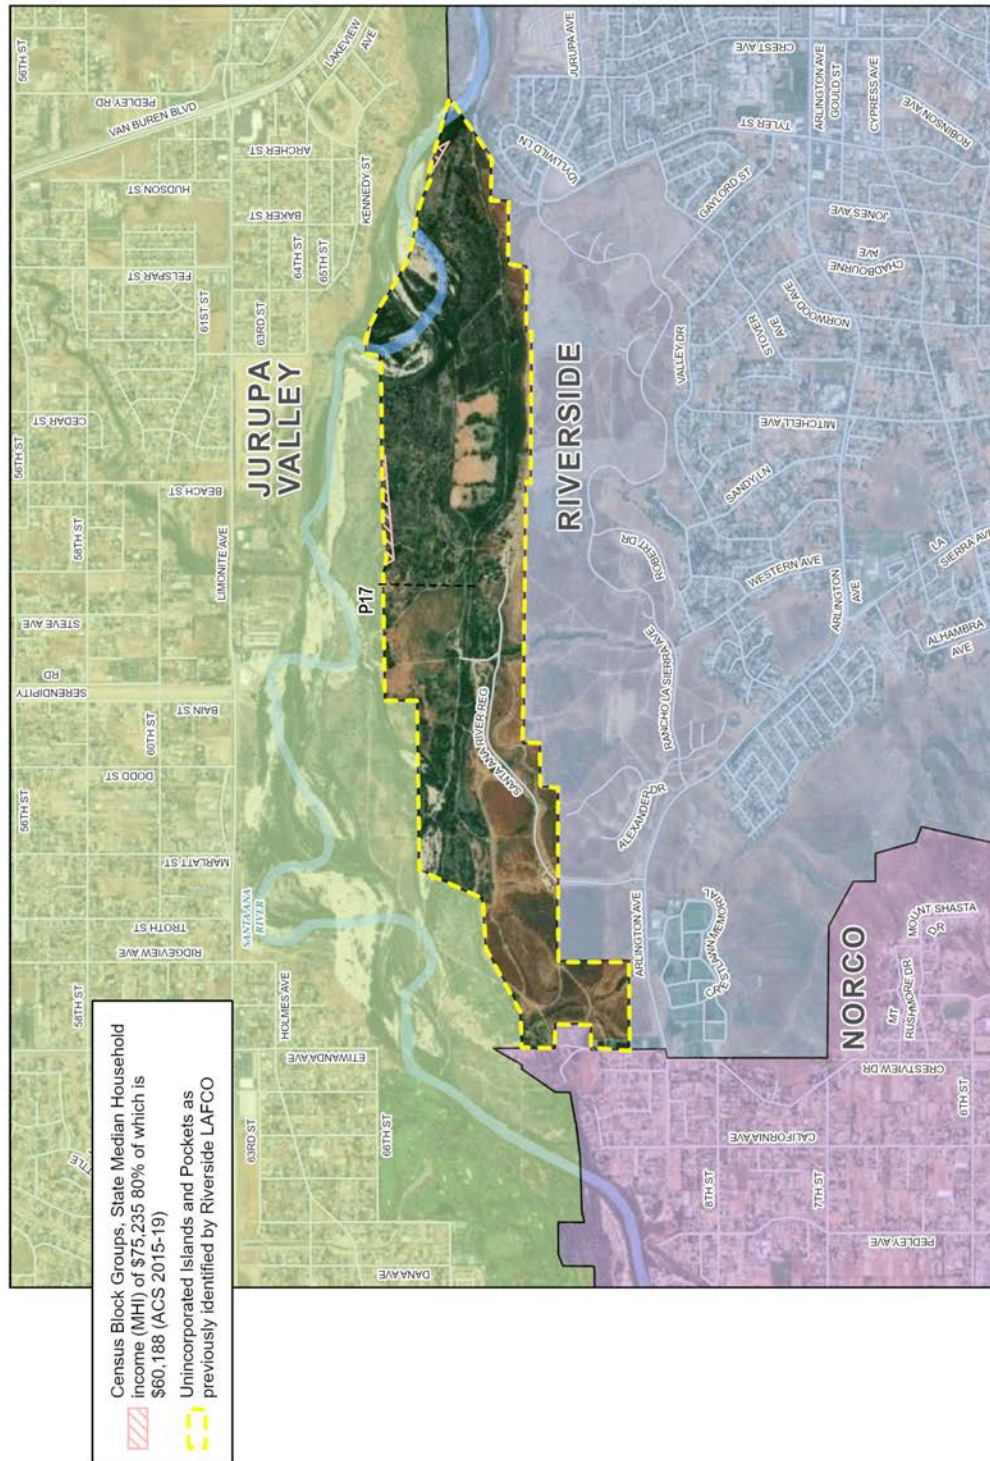 Census Block Groups, State Median Household
income (MHI) of $75,235 80% of which is
$60,188 (ACS 2015-19)
Unincorporated Islands and Pockets as
previously identified by Riverside LAFCO
56TH ST
PEDLEY RD
VAN BUREN BLVD
LAKEVIEW
AVE
ARCHER ST
HUDSON ST
BAKER ST
KENNEDY ST
FELSPAR ST
64TH ST
65TH ST
61ST ST
63RD ST
CEDAR ST
56TH ST
BEACH ST
58TH ST
LIMONITE AVE
STEVE AVE
SERENDIPITY
RD
BAIN ST
60TH ST
DODD ST
56TH ST
MARLATT ST
TROTH ST
RIDGEVIEW AVE
58TH ST
HOLMES AVE
ETIWANDA AVE
63RD ST
66TH ST
DANA AVE
TTLE
JURUPA
VALLEY
SANTA ANA
RIVER
P17
SANTA ANA RIVER REG
RIVERSIDE
JURUPA AVE
CREST AVE
IDYLLWILD LN
TYLER ST
ARLINGTON AVE
GOULD ST
CYPRESS AVE
ROBINSON AVE
GAYLORD ST
JONES AVE
CHADBOURNE
AVE
NORWOOD AVE
STOVER
AVE
VALLEY DR
MITCHELL AVE
SANDY LN
ROBERT DR
WESTERN AVE
ARLINGTON
AVE
LA
SIERRA AVE
ALHAMBRA
AVE
RANCHO LA SIERRA AVE
ALEXANDER DR
ARLINGTON AVE
CRESTLAWN MEMORIAL
NORCO
MOUNT SHASTA
DR
MT
RUSHMORE DR
CRESTVIEW DR
6TH ST
CALIFORNIA AVE
8TH ST
7TH ST
PEDLEY AVE